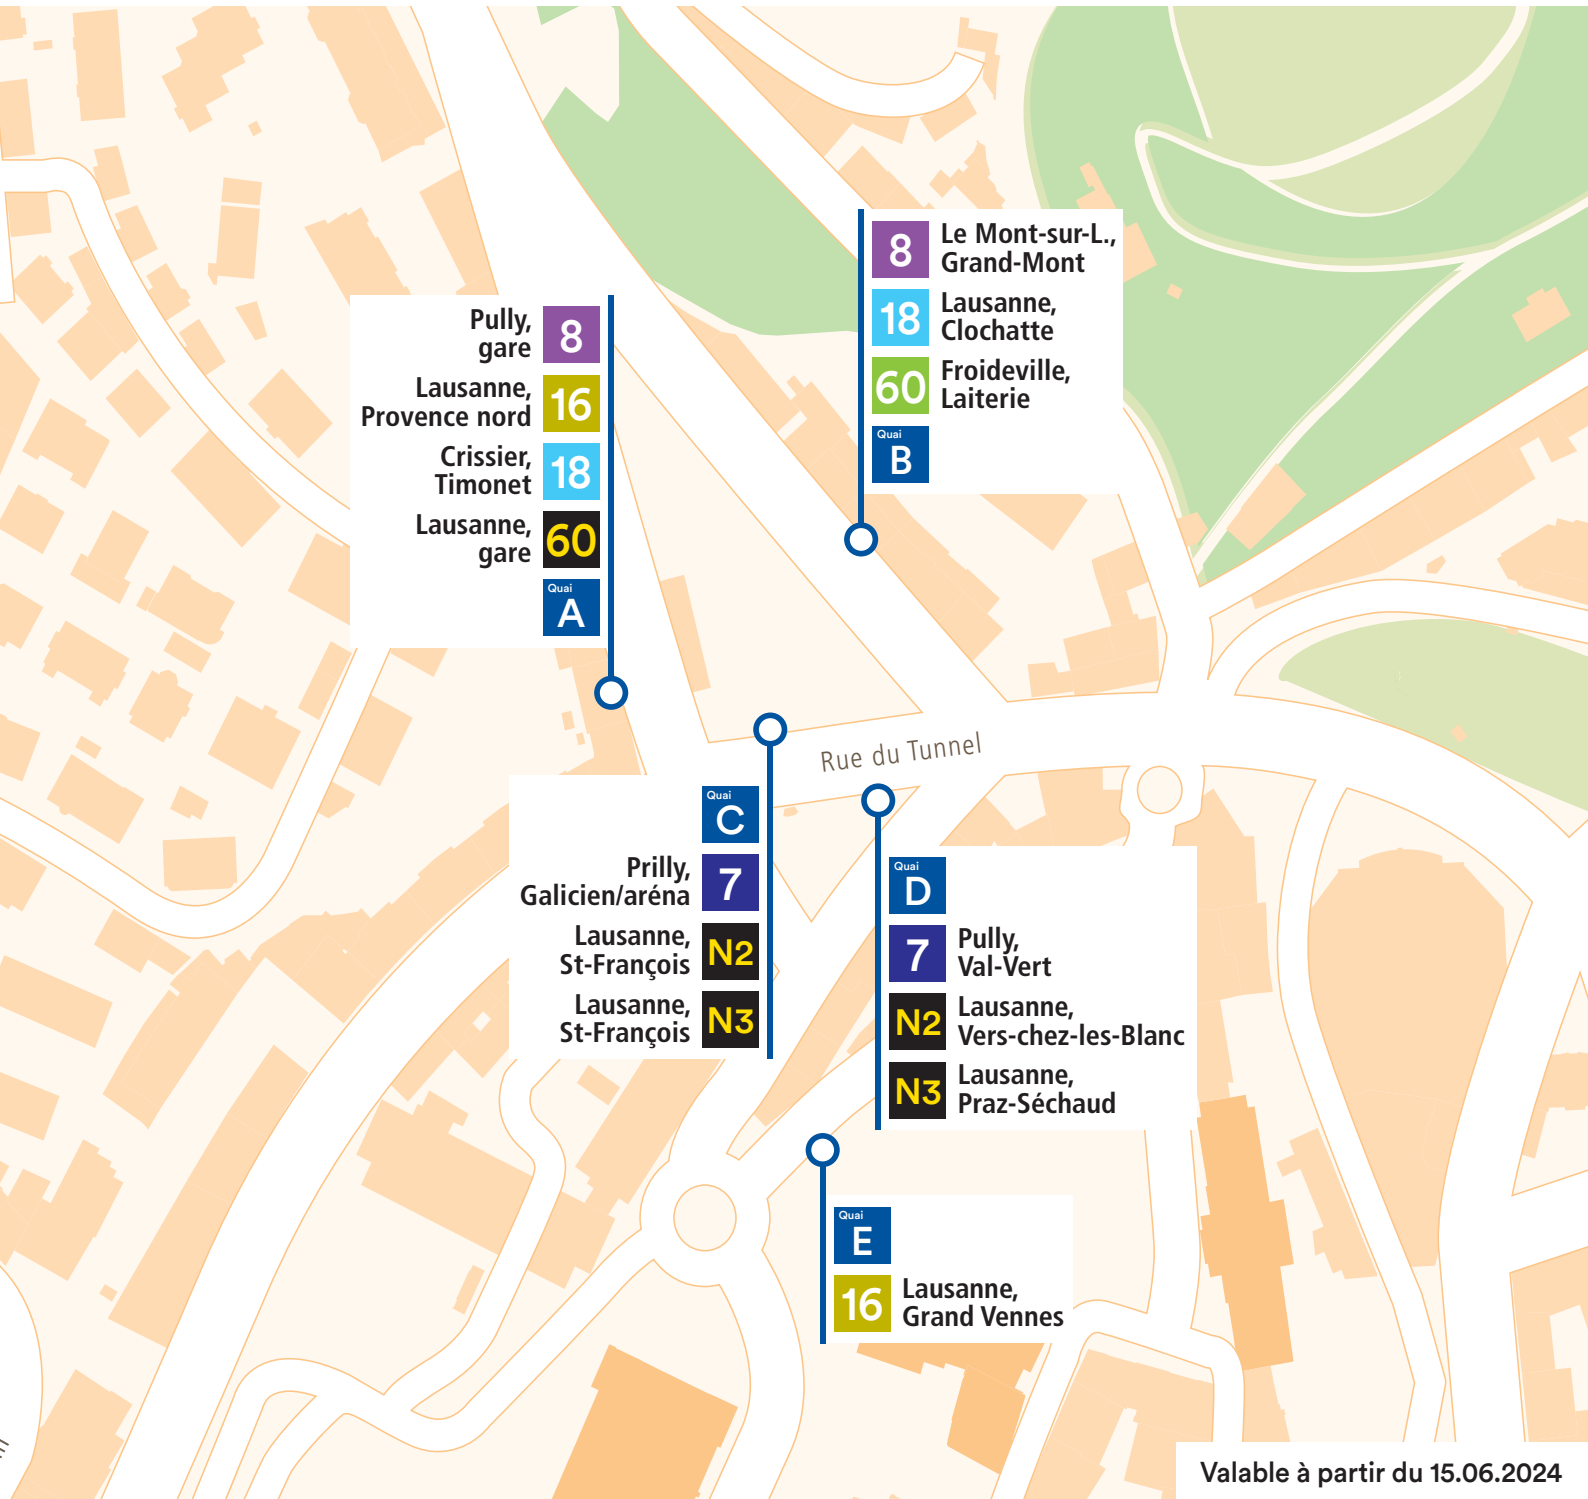 8
Le Mont-sur-L.,
Grand-Mont
18
Lausanne,
Clochatte
60
Froideville,
Laiterie
Quai
B
Pully,
gare
8
Lausanne,
Provence nord
16
Crissier,
Timonet
18
Lausanne,
gare
60
Quai
A
Rue du Tunnel
Quai
C
Prilly,
Galicien/aréna
7
Lausanne,
St-François
N2
Lausanne,
St-François
N3
Quai
D
7
Pully,
Val-Vert
N2
Lausanne,
Vers-chez-les-Blanc
N3
Lausanne,
Praz-Séchaud
Quai
E
16
Lausanne,
Grand Vennes
Valable à partir du 15.06.2024